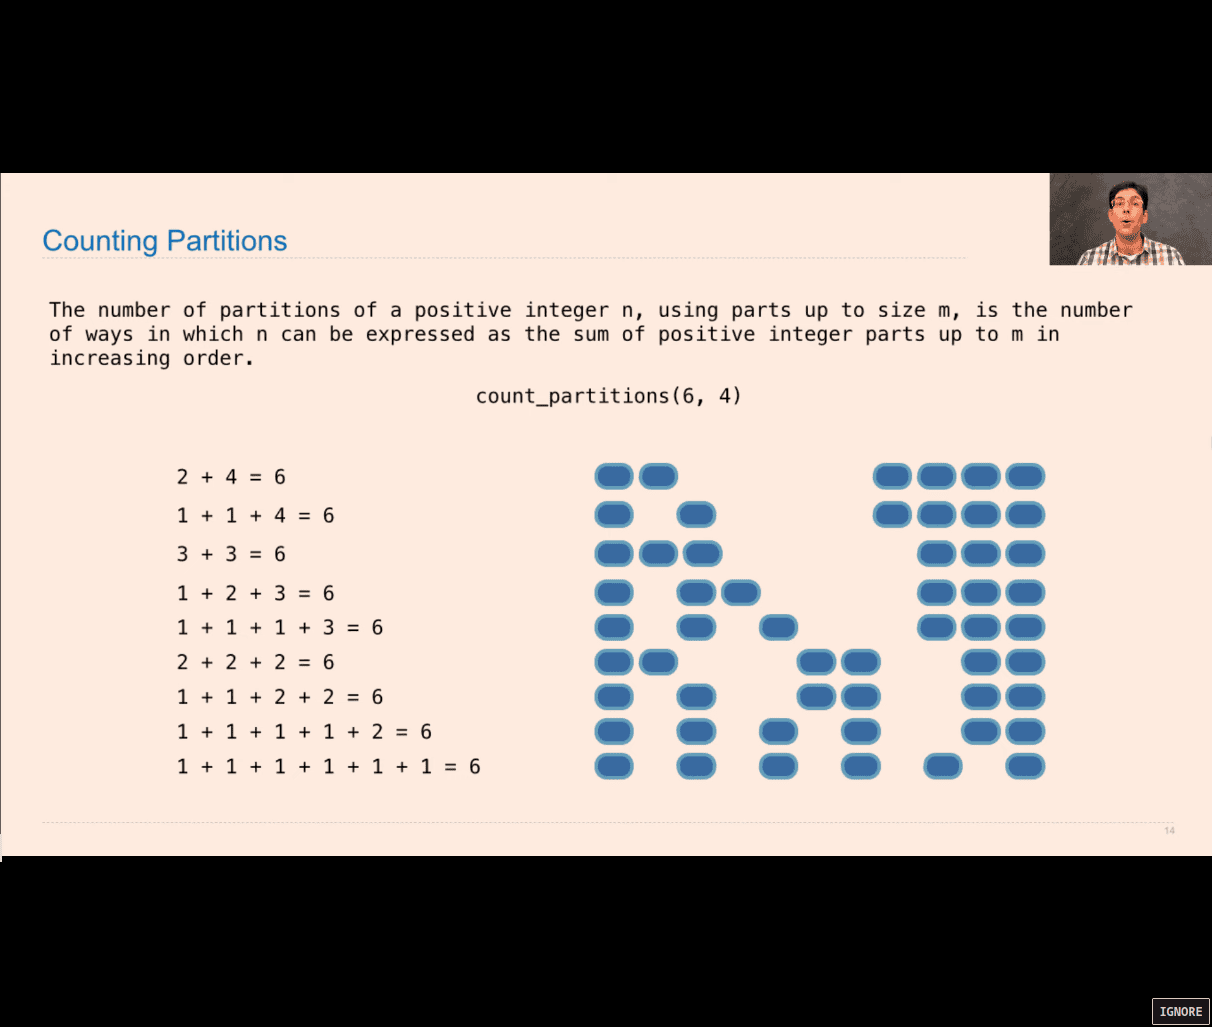 Counting Partitions
The number of partitions of a positive integer n, using parts up to size m, is the number
of ways in which n can be expressed as the sum of positive integer parts up to m in
increasing order.
count_partitions(6, 4)
2 + 4 = 6
1 + 1 + 4 = 6
3 + 3 = 6
1 + 2 + 3 = 6
1 + 1 + 1 + 3 = 6
2 + 2 + 2 = 6
1 + 1 + 2 + 2 = 6
1 + 1 + 1 + 1 + 2 = 6
1 + 1 + 1 + 1 + 1 + 1 = 6
14
IGNORE